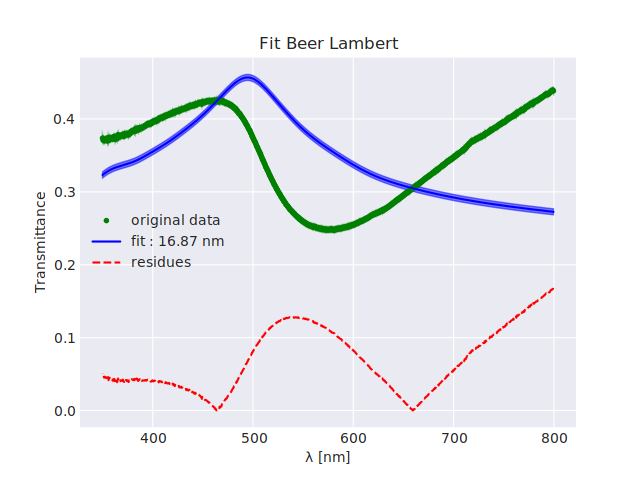 Fit Beer Lambert
Transmittance
0.4
0.3
0.2
0.1
0.0
original data
fit : 16.87 nm
residues
400 500 600 700 800
λ [nm]